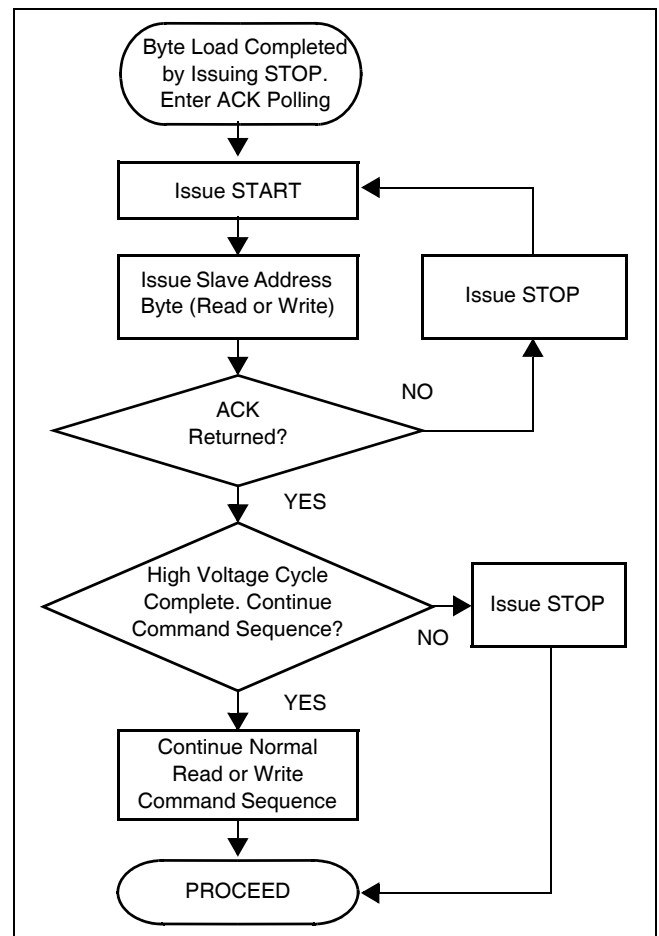 Byte Load Completed
by Issuing STOP.
Enter ACK Polling
Issue START
Issue Slave Address
Byte (Read or Write)
Issue STOP
ACK
Returned?
NO
YES
High Voltage Cycle
Complete. Continue
Command Sequence?
Issue STOP
NO
YES
Continue Normal
Read or Write
Command Sequence
PROCEED